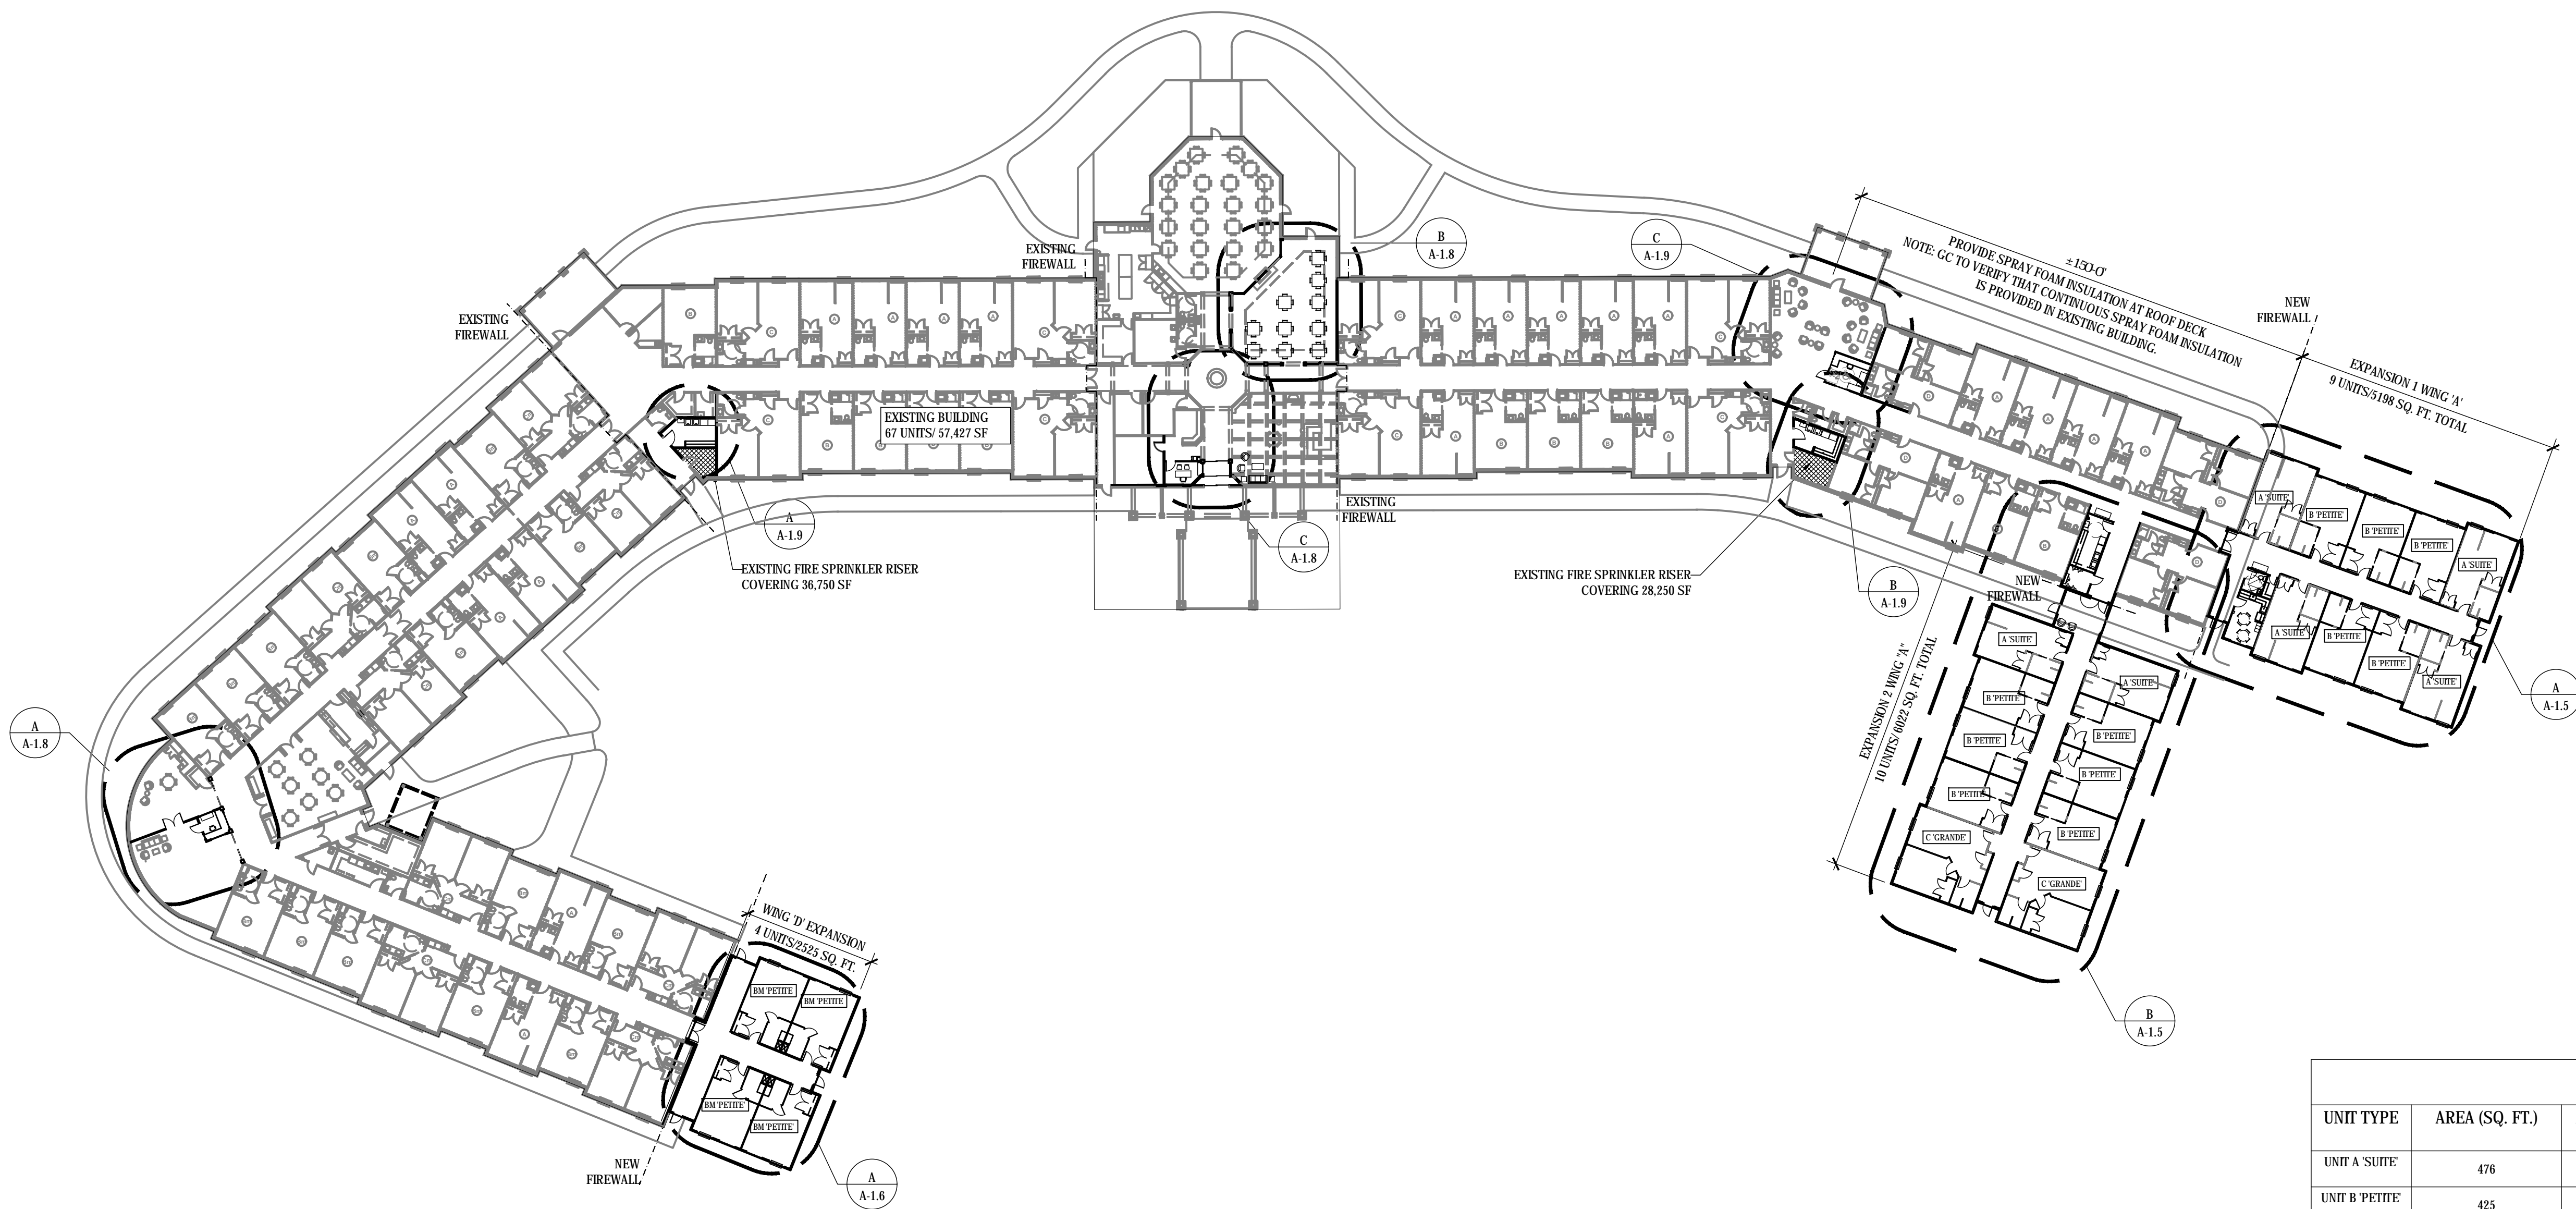 EXISTING
FIREWALL
EXISTING
FIREWALL
B
A-1.8
C
A-1.9
±150-0"
PROVIDE SPRAY FOAM INSULATION AT ROOF DECK
NOTE: GC TO VERIFY THAT CONTINUOUS SPRAY FOAM INSULATION
IS PROVIDED IN EXISTING BUILDING.
NEW
FIREWALL
EXPANSION 1 WING 'A'
9 UNITS/5198 SQ. FT. TOTAL
EXISTING BUILDING
67 UNITS/ 57,427 SF
A
A-1.9
EXISTING FIRE SPRINKLER RISER
COVERING 36,750 SF
C
A-1.8
EXISTING
FIREWALL
EXISTING FIRE SPRINKLER RISER
COVERING 28,250 SF
B
A-1.9
NEW
FIREWALL
A 'SUITE'
B 'PETITE'
B 'PETITE'
B 'PETITE'
A 'SUITE'
A 'SUITE'
B 'PETITE'
B 'PETITE'
A 'SUITE'
A
A-1.5
EXPANSION 2 WING "A"
10 UNITS/ 6022 SQ. FT. TOTAL
A 'SUITE'
B 'PETITE'
B 'PETITE'
B 'PETITE'
C 'GRANDE'
A 'SUITE'
B 'PETITE'
B 'PETITE'
B 'PETITE'
C 'GRANDE'
B
A-1.5
A
A-1.8
WING 'D' EXPANSION
4 UNITS/2525 SQ. FT.
BM 'PETITE
BM 'PETITE
BM 'PETITE'
BM 'PETITE'
NEW
FIREWALL
A
A-1.6
UNIT TYPE
AREA (SQ. FT.)
UNIT A 'SUITE'
476
UNIT B 'PETITE'
425